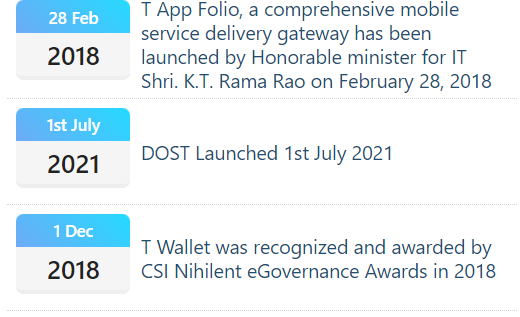 28 Feb
2018
T App Folio, a comprehensive mobile
service delivery gateway has been
launched by Honorable minister for IT
Shri. K.T. Rama Rao on February 28, 2018
1st July
2021
DOST Launched 1st July 2021
1 Dec
2018
T Wallet was recognized and awarded by
CSI Nihilent eGovernance Awards in 2018